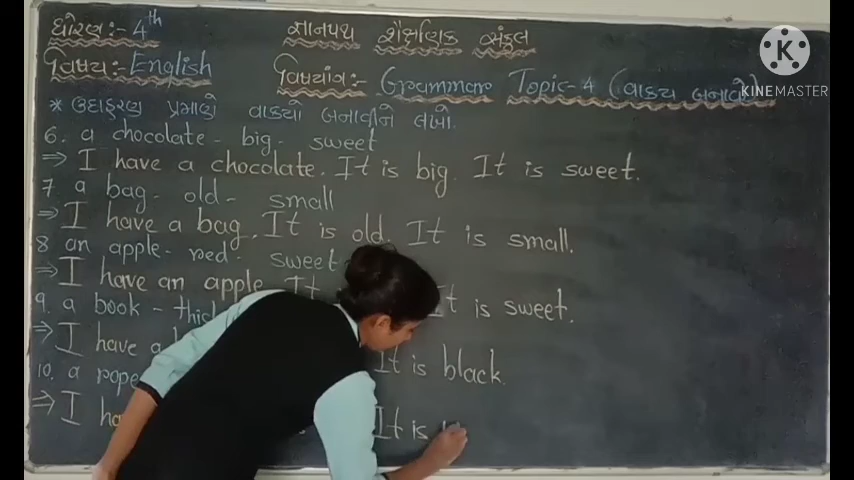 ધોરણ:- 4th જ્ઞાનપથ શૈક્ષણિક સંકુલ
વિષય:- English વિષયાંગ:- Grammar Topic-4 (વાક્ય બનાવો)
* ઉદાહરણ પ્રમાણે વાક્યો બનાવીને લખો.
6. a chocolate - big - sweet
⇒ I have a chocolate. It is big. It is sweet.
7. a bag - old - small
⇒ I have a bag. It is old. It is small.
8 an apple - red - sweet
⇒ I have an apple. It is sweet.
9. a book - thick
⇒ I have a It is black.
10. a rope
⇒ I It is
KINEMASTER